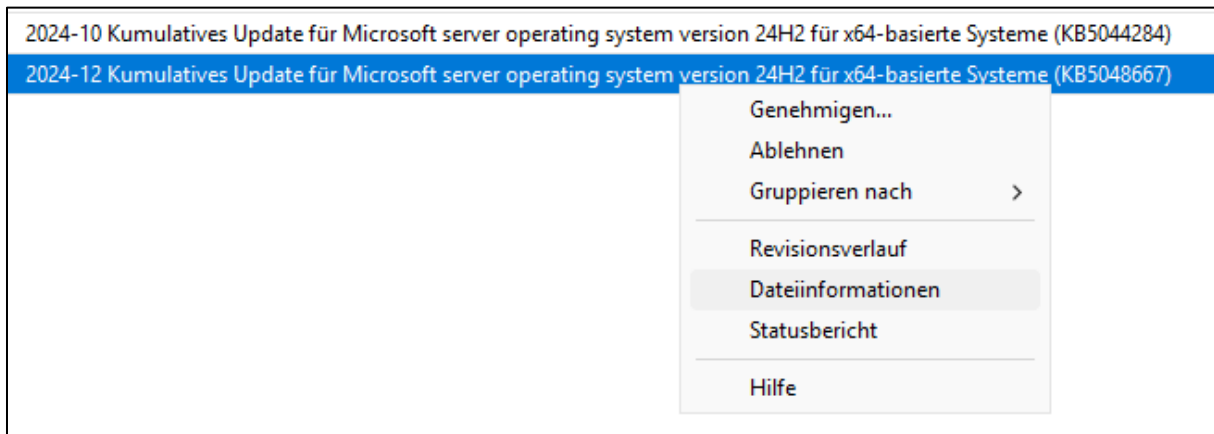 2024-10 Kumulatives Update für Microsoft server operating system version 24H2 für x64-basierte Systeme (KB5044284)
2024-12 Kumulatives Update für Microsoft server operating system version 24H2 für x64-basierte Systeme (KB5048667)
Genehmigen...
Ablehnen
Gruppieren nach
Revisionsverlauf
Dateiinformationen
Statusbericht
Hilfe